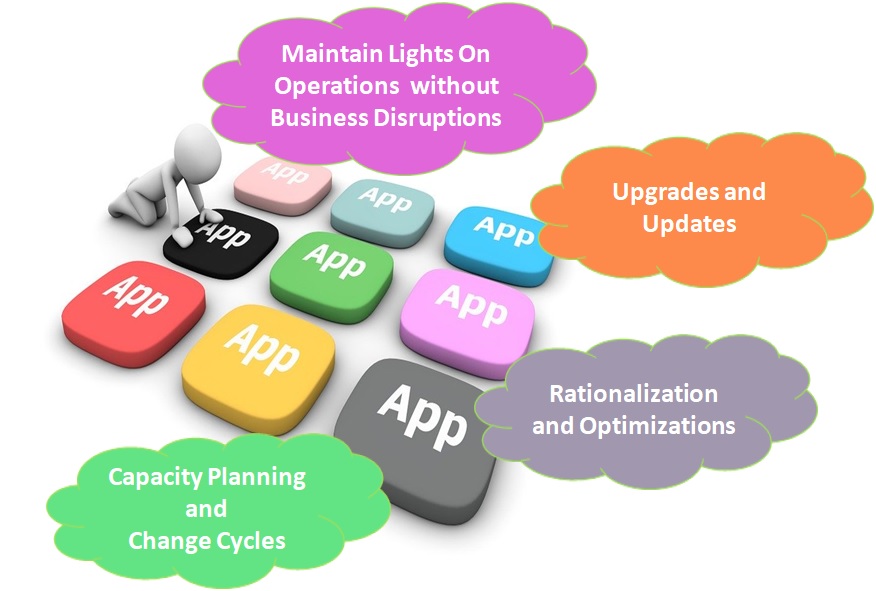 Maintain Lights On
Operations without
Business Disruptions
App
App
App
App
App
App
App
App
App
Upgrades and
Updates
Rationalization
and Optimizations
Capacity Planning
and
Change Cycles